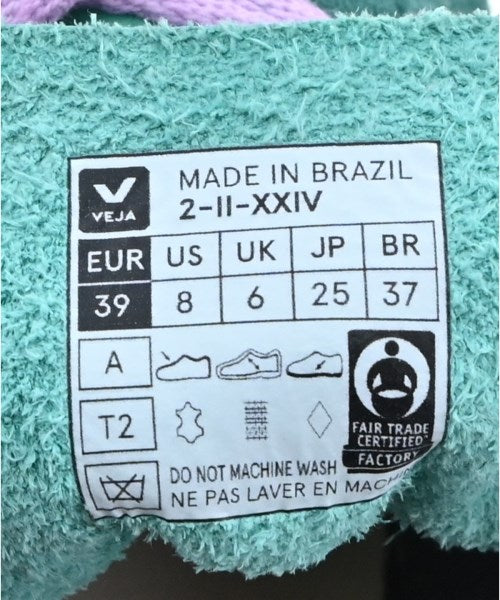 VEJA
MADE IN BRAZIL
2-II-XXIV
EUR US UK JP BR
39 8 6 25 37
A
T2
FAIR TRADE
CERTIFIED
FACTORY
DO NOT MACHINE WASH
NE PAS LAVER EN